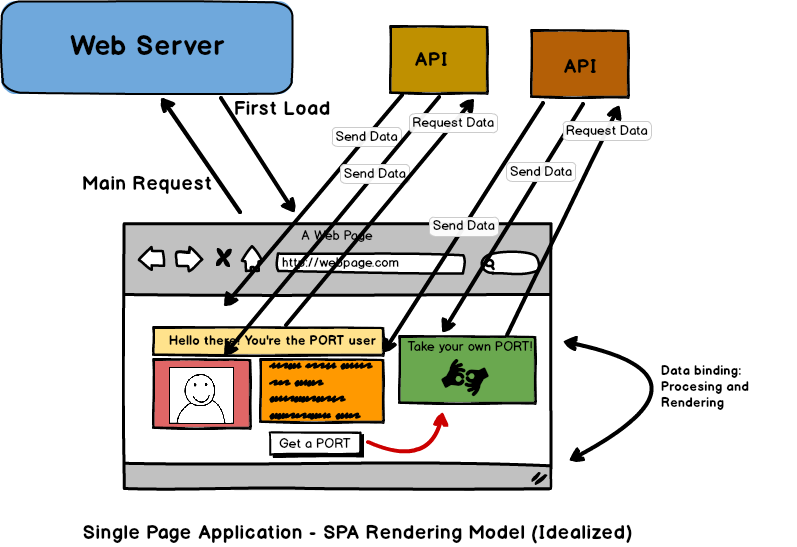 Web Server
API
API
First Load
Send Data
Request Data
Request Data
Send Data
Send Data
Main Request
Send Data
A Web Page
http://webpage.com
Hello there! You're the PORT user
Take your own PORT!
Get a PORT
Data binding:
Procesing and
Rendering
Single Page Application - SPA Rendering Model (Idealized)